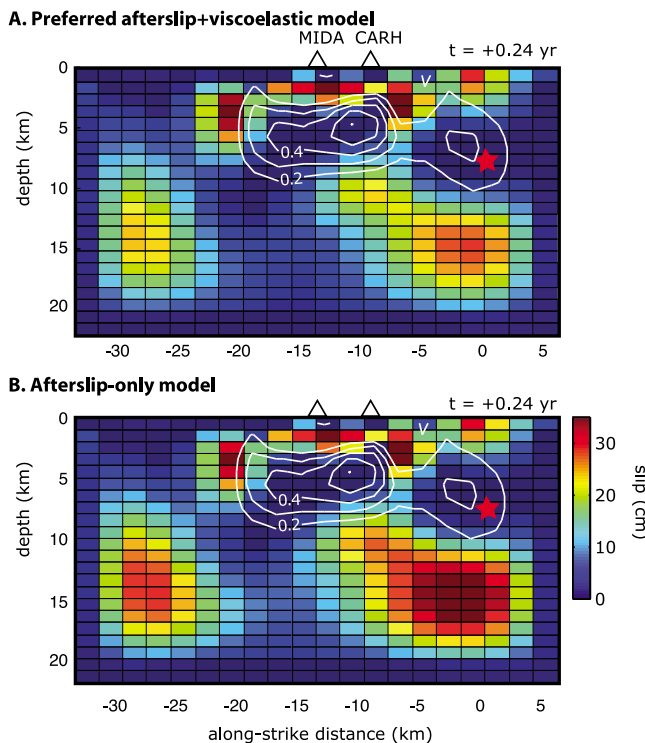 A. Preferred afterslip+viscoelastic model
MIDA CARH
t = +0.24 yr
0
5
10
15
20
depth (km)
0.4
0.2
-30 -25 -20 -15 -10 -5 0 5
B. Afterslip-only model
t = +0.24 yr
0
5
10
15
20
depth (km)
0.4
0.2
30
20
10
0
slip (cm)
-30 -25 -20 -15 -10 -5 0 5
along-strike distance (km)